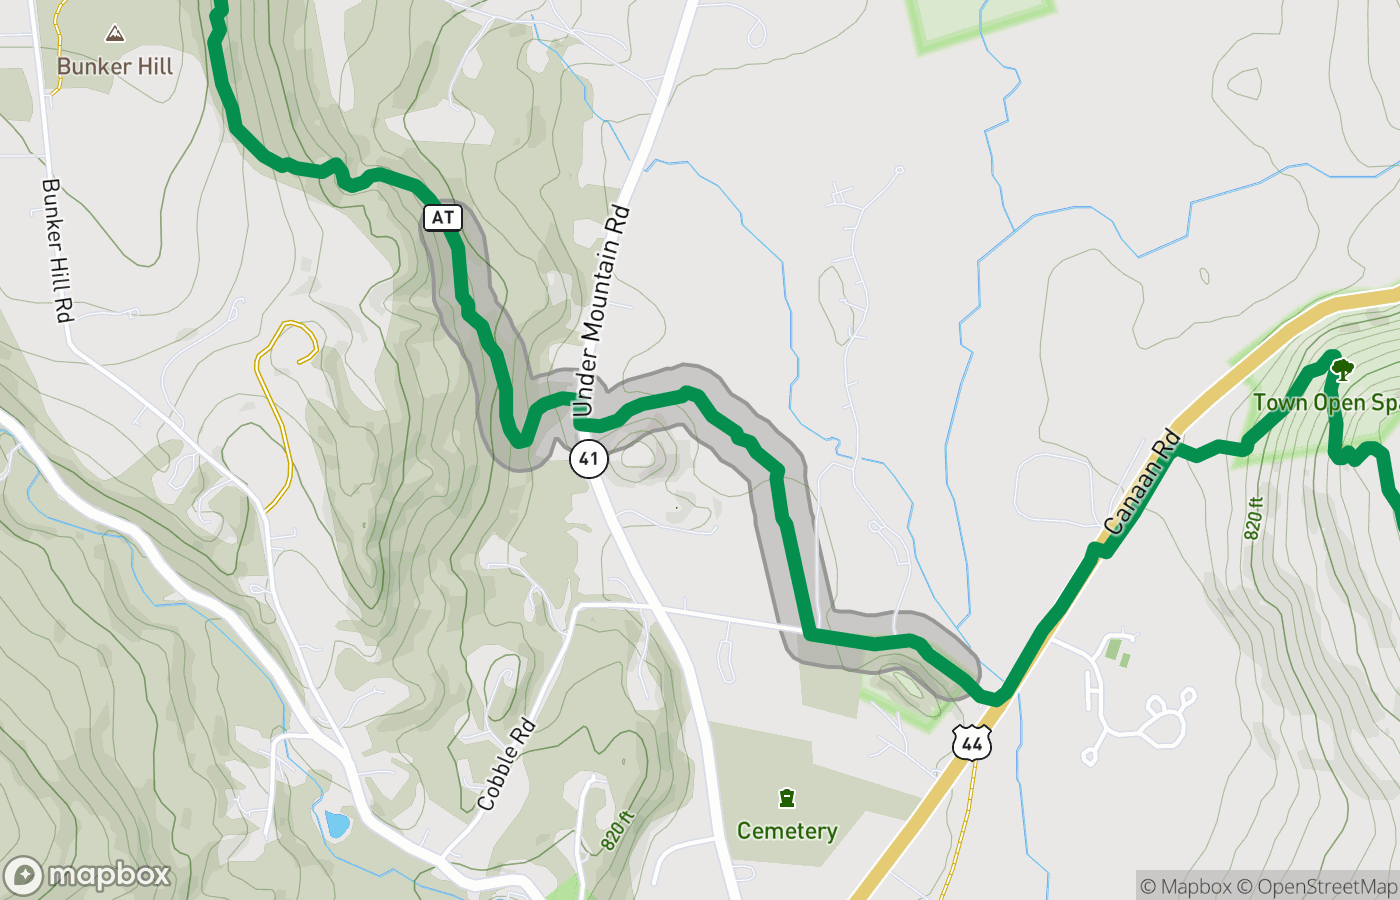 Bunker Hill
Bunker Hill Rd
AT
Under Mountain Rd
41
Town Open Spa
Canaan Rd
820 ft
44
Cobble Rd
820 ft
Cemetery
mapbox
© Mapbox © OpenStreetMap